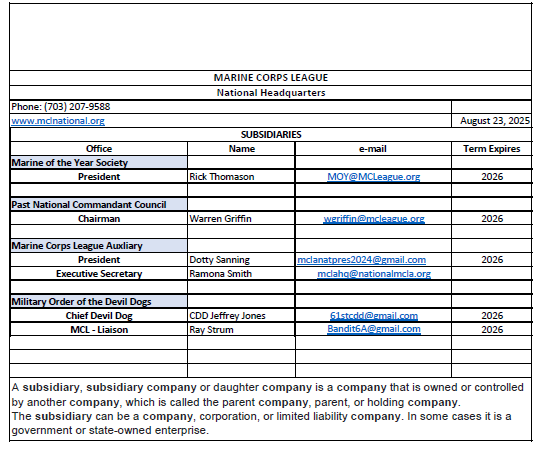 MARINE CORPS LEAGUE
National Headquarters
Phone: (703) 207-9588
www.mclnational.org August 23, 2025
SUBSIDIARIES
Office Name e-mail Term Expires
Marine of the Year Society
President Rick Thomason MOY@MCLeague.org 2026
Past National Commandant Council
Chairman Warren Griffin wgriffin@mcleague.org 2026
Marine Corps League Auxliary
President Dotty Sanning mclanatpres2024@gmail.com 2026
Executive Secretary Ramona Smith mclahq@nationalmcla.org
Military Order of the Devil Dogs
Chief Devil Dog CDD Jeffrey Jones 61stcdd@gmail.com 2026
MCL - Liaison Ray Strum Bandit6A@gmail.com 2026
A subsidiary, subsidiary company or daughter company is a company that is owned or controlled
by another company, which is called the parent company, parent, or holding company.
The subsidiary can be a company, corporation, or limited liability company. In some cases it is a
government or state-owned enterprise.